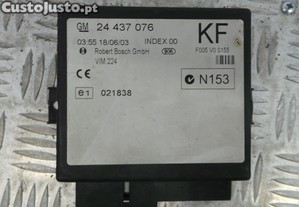 CustoJusto.pt
GM 24 437 076
KF
03:55 18/06/03 INDEX 00
F005 V0 0155
Robert Bosch GmbH
VIM 224
N153
e1 021838